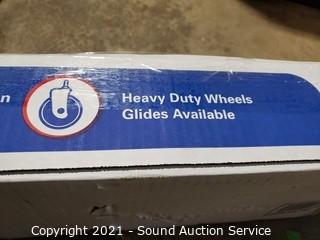 n
Heavy Duty Wheels
Glides Available
Copyright 2021 - Sound Auction Service